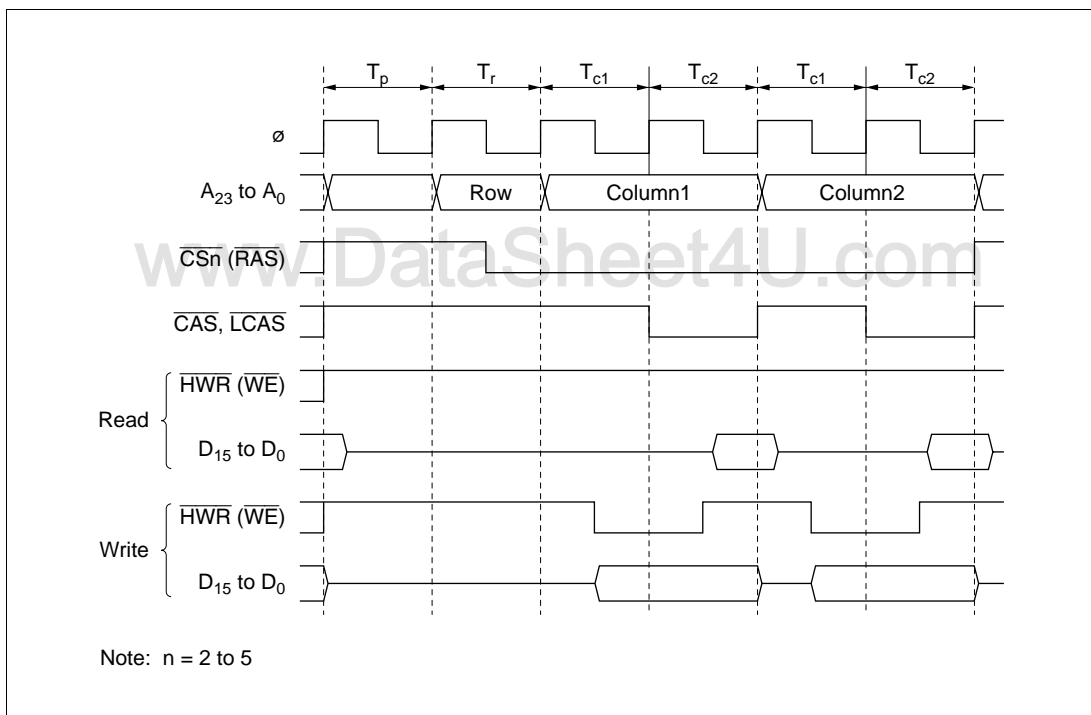 Tp Tr Tc1 Tc2 Tc1 Tc2
ø
A23 to A0 Row Column1 Column2
www.DataSheet4U.com
CSn (RAS)
CAS, LCAS
HWR (WE)
Read
D15 to D0
HWR (WE)
Write
D15 to D0
Note: n = 2 to 5